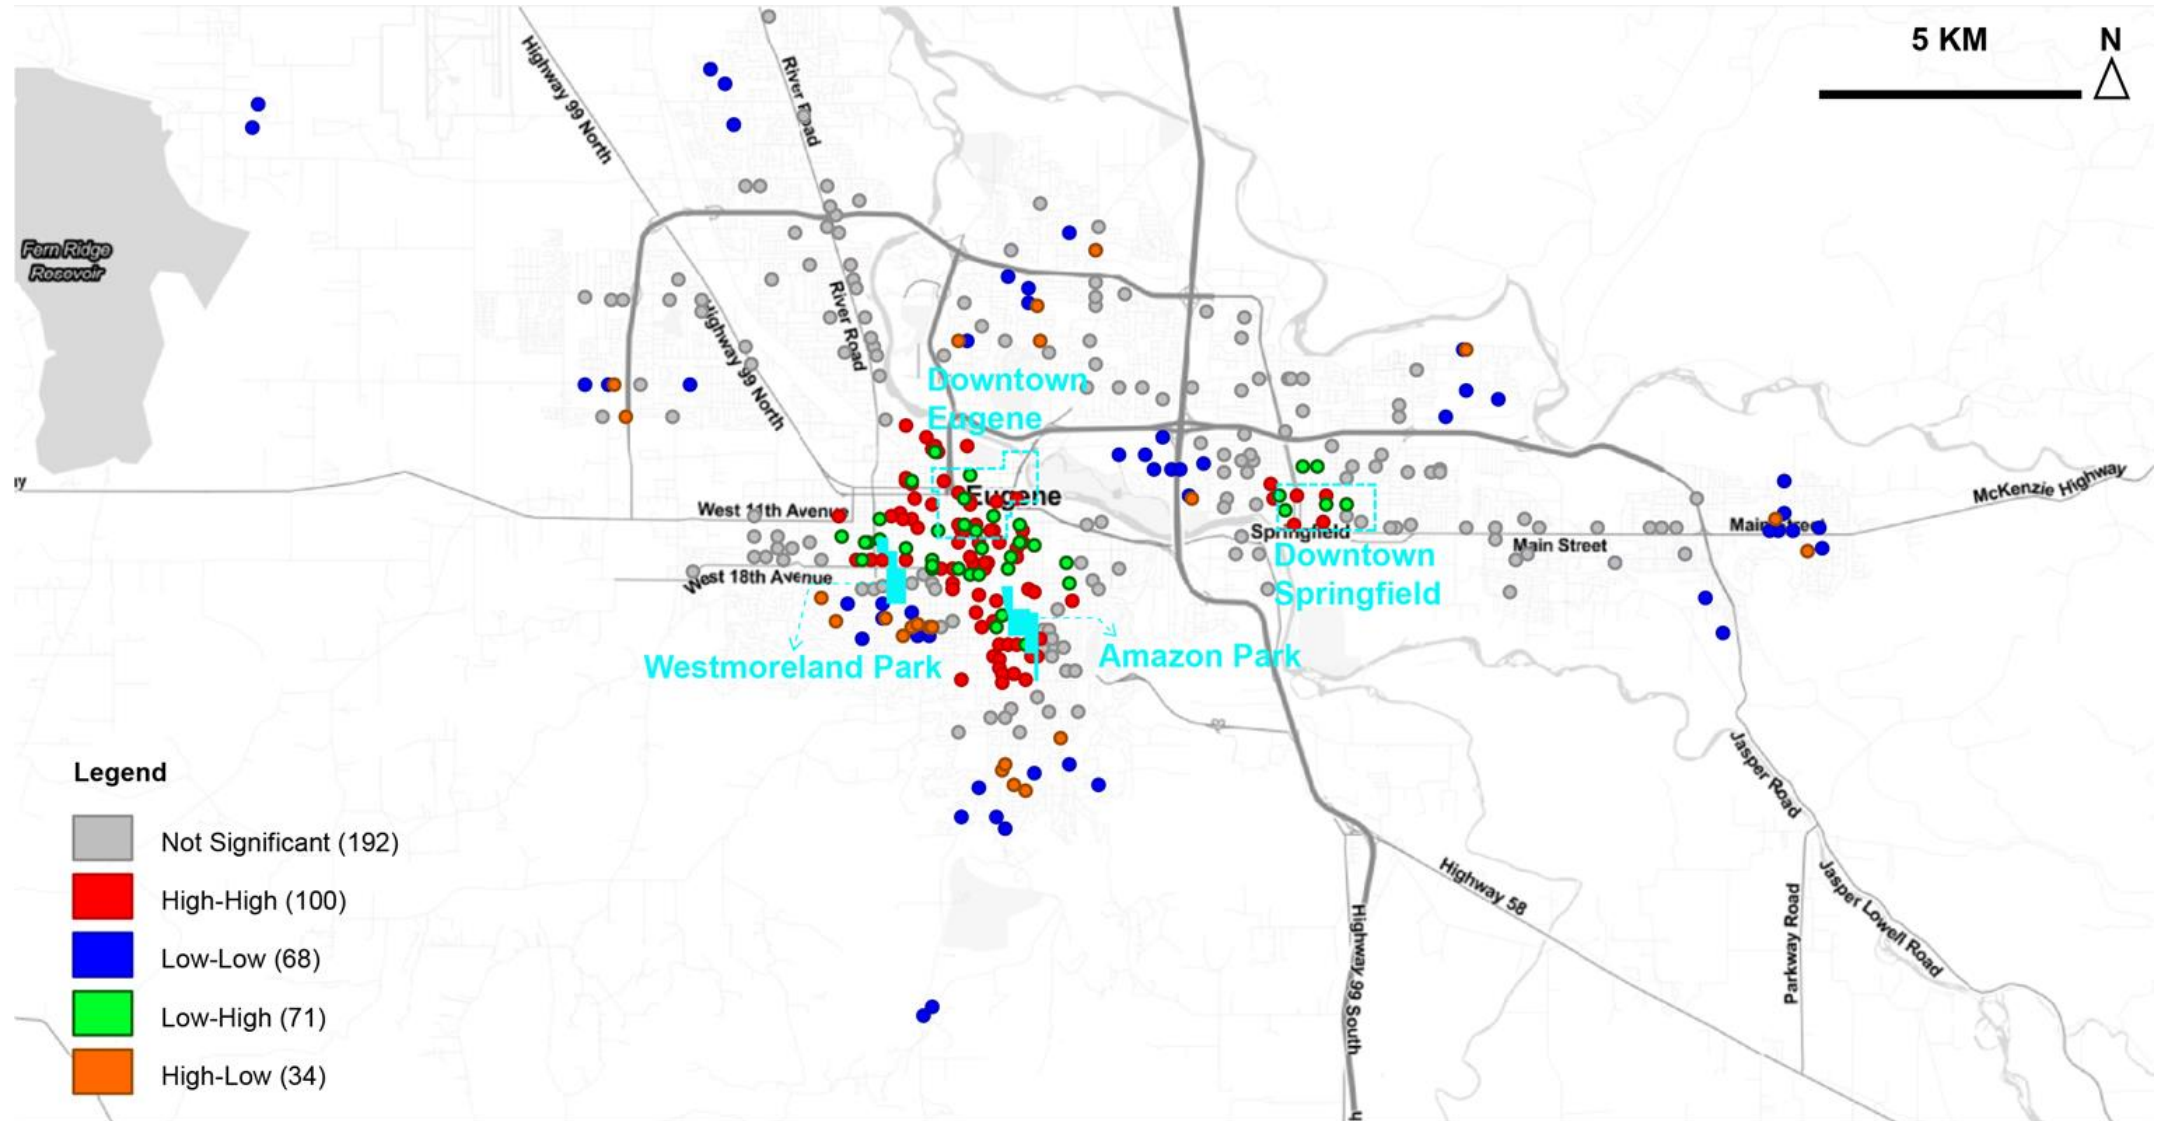 5 KM
N
Highway 99 North
River Road
Fern Ridge
Resevoir
Highway 99 North
River Road
Downtown
Eugene
Eugene
West 11th Avenue
West 18th Avenue
Springfield
Downtown
Springfield
Main Street
Main Street
McKenzie Highway
Westmoreland Park
Amazon Park
Jasper Road
Jasper Lowell Road
Parkway Road
Highway 58
Highway 99 South
Legend
Not Significant (192)
High-High (100)
Low-Low (68)
Low-High (71)
High-Low (34)